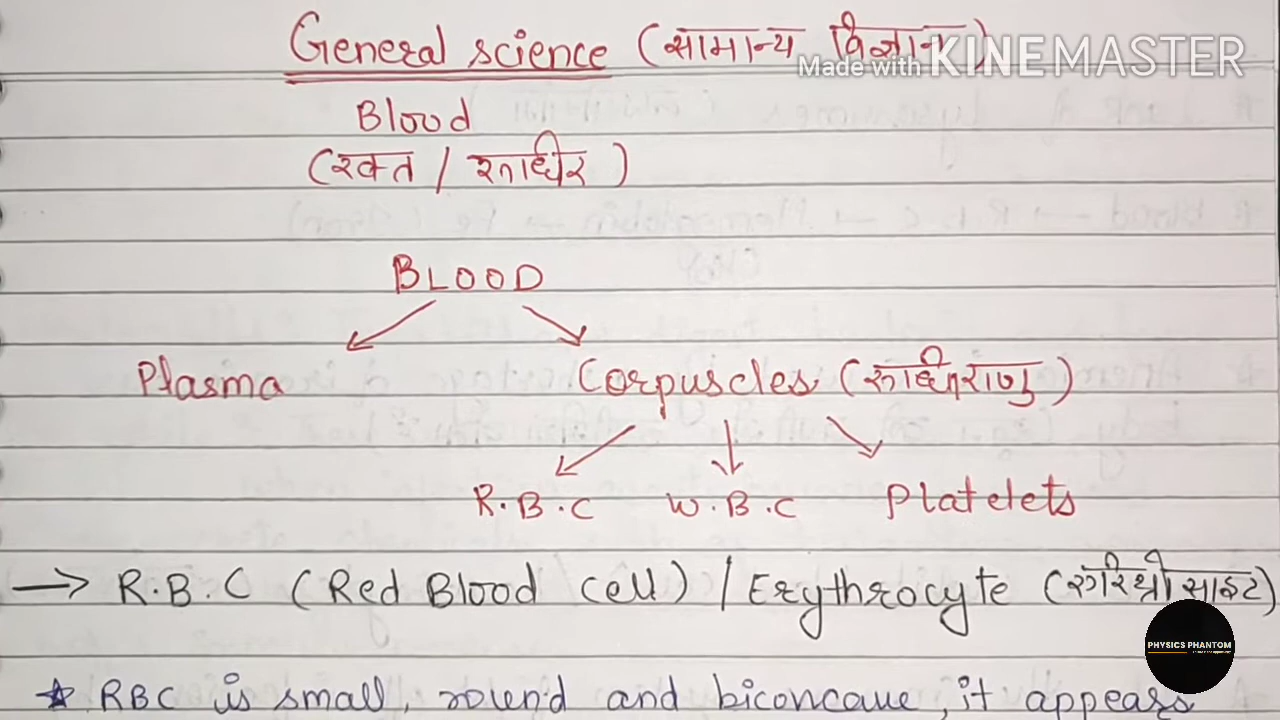 General science (सामान्य विज्ञान)
Made with KINEMASTER
Blood
(रक्त / रुधिर)
BLOOD
Plasma Corpuscles (रुधिराणु)
R.B.C W.B.C Platelets
→ R.B.C (Red Blood cell) / Erythrocyte (इरिथ्रोसाइट)
PHYSICS PHANTOM
★ RBC is small, round and biconcave, it appears